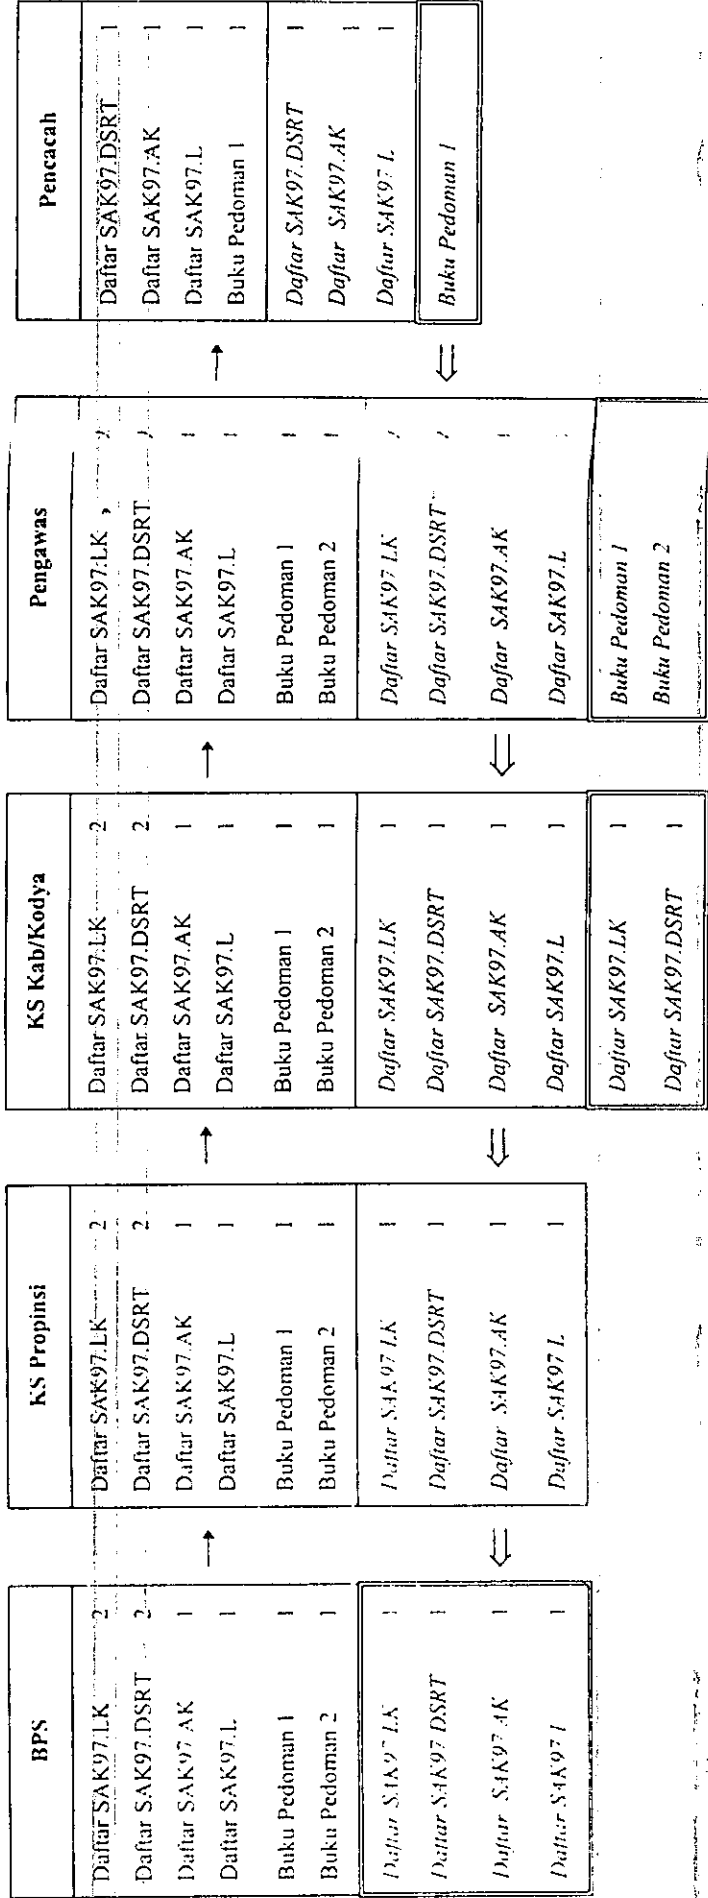 BPS
Daftar SAK97.LK 2
Daftar SAK97.DSRT 2
Daftar SAK97.AK 1
Daftar SAK97.L 1
Buku Pedoman 1 1
Buku Pedoman 2 1
Daftar SAK97.LK 1
Daftar SAK97.DSRT 1
Daftar SAK97.AK 1
Daftar SAK97.L 1
→
⇐
KS Propinsi
Daftar SAK97.LK 2
Daftar SAK97.DSRT 2
Daftar SAK97.AK 1
Daftar SAK97.L 1
Buku Pedoman 1 1
Buku Pedoman 2 1
Daftar SAK97.LK 1
Daftar SAK97.DSRT 1
Daftar SAK97.AK 1
Daftar SAK97.L 1
→
⇐
KS Kab/Kodya
Daftar SAK97.LK 2
Daftar SAK97.DSRT 2
Daftar SAK97.AK 1
Daftar SAK97.L 1
Buku Pedoman 1 1
Buku Pedoman 2 1
Daftar SAK97.LK 1
Daftar SAK97.DSRT 1
Daftar SAK97.AK 1
Daftar SAK97.L 1
Daftar SAK97.LK 1
Daftar SAK97.DSRT 1
→
⇐
Pengawas
Daftar SAK97.LK 2
Daftar SAK97.DSRT
Daftar SAK97.AK 1
Daftar SAK97.L 1
Buku Pedoman 1 1
Buku Pedoman 2 1
Daftar SAK97.LK
Daftar SAK97.DSRT
Daftar SAK97.AK 1
Daftar SAK97.L
Buku Pedoman 1
Buku Pedoman 2
→
⇐
Pencacah
Daftar SAK97.DSRT 1
Daftar SAK97.AK 1
Daftar SAK97.L 1
Buku Pedoman 1 1
Daftar SAK97.DSRT 1
Daftar SAK97.AK 1
Daftar SAK97.L 1
Buku Pedoman 1